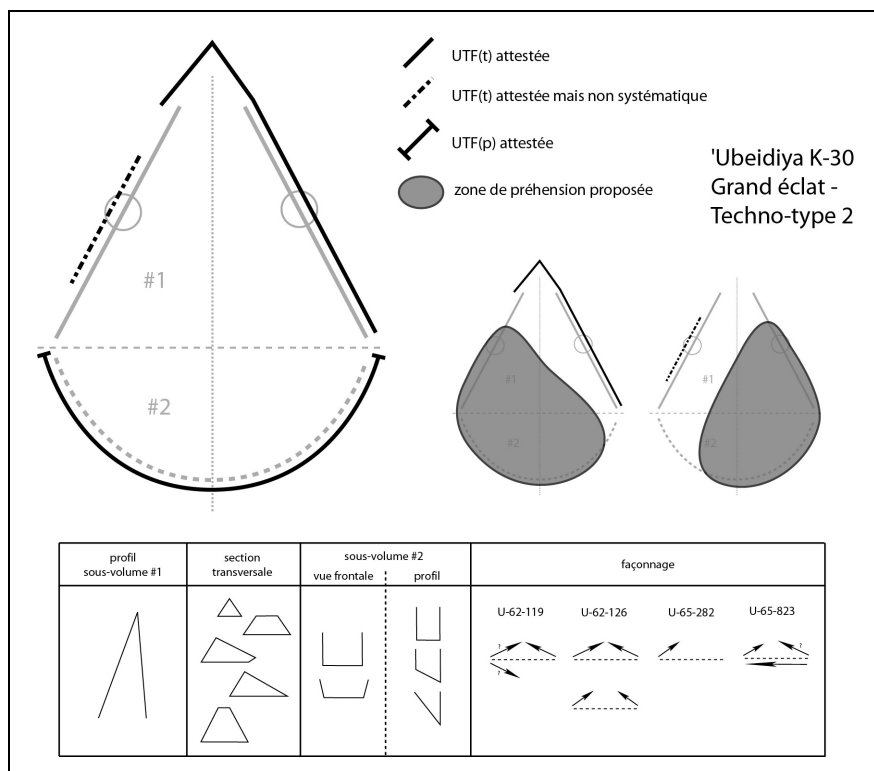 UTF(t) attestée
UTF(t) attestée mais non systématique
UTF(p) attestée
zone de préhension proposée
'Ubeidiya K-30
Grand éclat -
Techno-type 2
#1
#2
#1
#2
#1
#2
profil
sous-volume #1
section
transversale
sous-volume #2
vue frontale
profil
façonnage
U-62-119
U-62-126
U-65-282
U-65-823
?
?
?